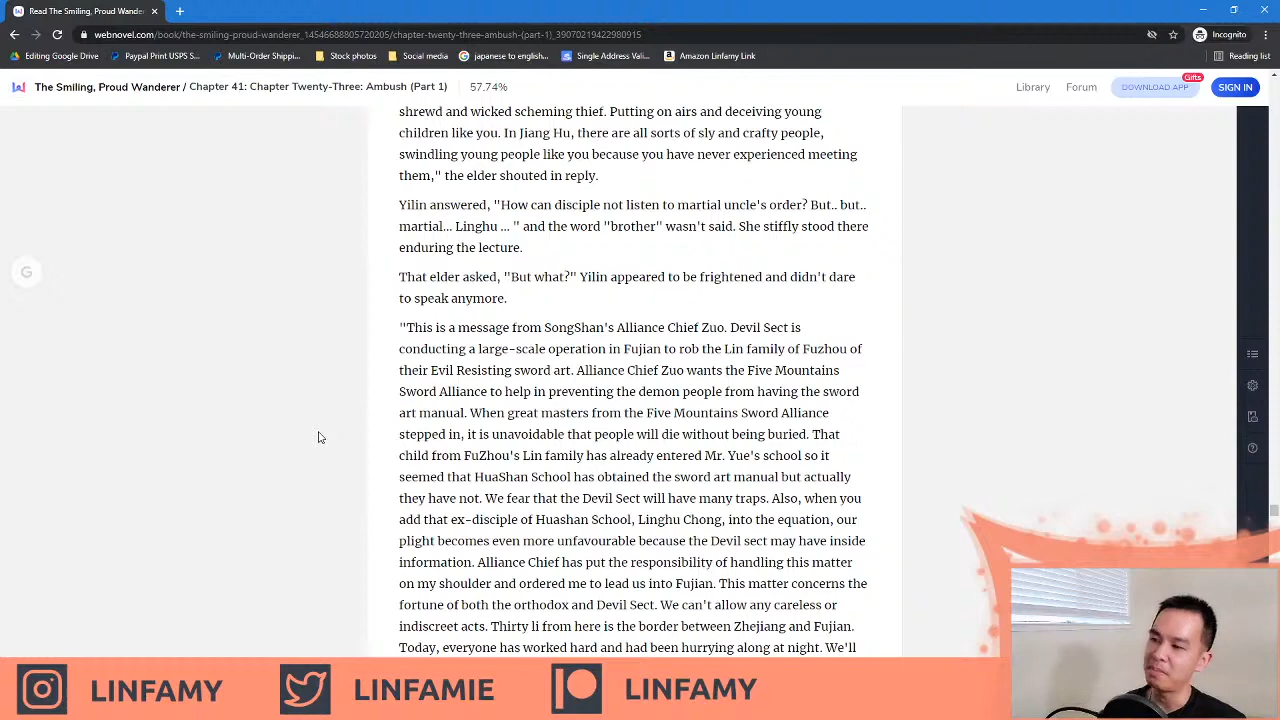 Read The Smiling, Proud Wander
Incognito
webnovel.com/book/the-smiling-proud-wanderer_14546688805720205/chapter-twenty-three-ambush-(part-1)_39070219422980915
Editing Google Drive
Paypal Print USPS S...
Multi-Order Shippi...
Stock photos
Social media
japanese to english...
Single Address Vali...
Amazon Linfamy Link
Reading list
The Smiling, Proud Wanderer / Chapter 41: Chapter Twenty-Three: Ambush (Part 1)
57.74%
Library
Forum
DOWNLOAD APP
Gifts
SIGN IN
shrewd and wicked scheming thief. Putting on airs and deceiving young
children like you. In Jiang Hu, there are all sorts of sly and crafty people,
swindling young people like you because you have never experienced meeting
them," the elder shouted in reply.
Yilin answered, "How can disciple not listen to martial uncle's order? But.. but..
martial... Linghu ... " and the word "brother" wasn't said. She stiffly stood there
enduring the lecture.
That elder asked, "But what?" Yilin appeared to be frightened and didn't dare
to speak anymore.
"This is a message from SongShan's Alliance Chief Zuo. Devil Sect is
conducting a large-scale operation in Fujian to rob the Lin family of Fuzhou of
their Evil Resisting sword art. Alliance Chief Zuo wants the Five Mountains
Sword Alliance to help in preventing the demon people from having the sword
art manual. When great masters from the Five Mountains Sword Alliance
stepped in, it is unavoidable that people will die without being buried. That
child from FuZhou's Lin family has already entered Mr. Yue's school so it
seemed that HuaShan School has obtained the sword art manual but actually
they have not. We fear that the Devil Sect will have many traps. Also, when you
add that ex-disciple of Huashan School, Linghu Chong, into the equation, our
plight becomes even more unfavourable because the Devil sect may have inside
information. Alliance Chief has put the responsibility of handling this matter
on my shoulder and ordered me to lead us into Fujian. This matter concerns the
fortune of both the orthodox and Devil Sect. We can't allow any careless or
indiscreet acts. Thirty li from here is the border between Zhejiang and Fujian.
Today, everyone has worked hard and had been hurrying along at night. We'll
G
LINFAMY
LINFAMIE
LINFAMY